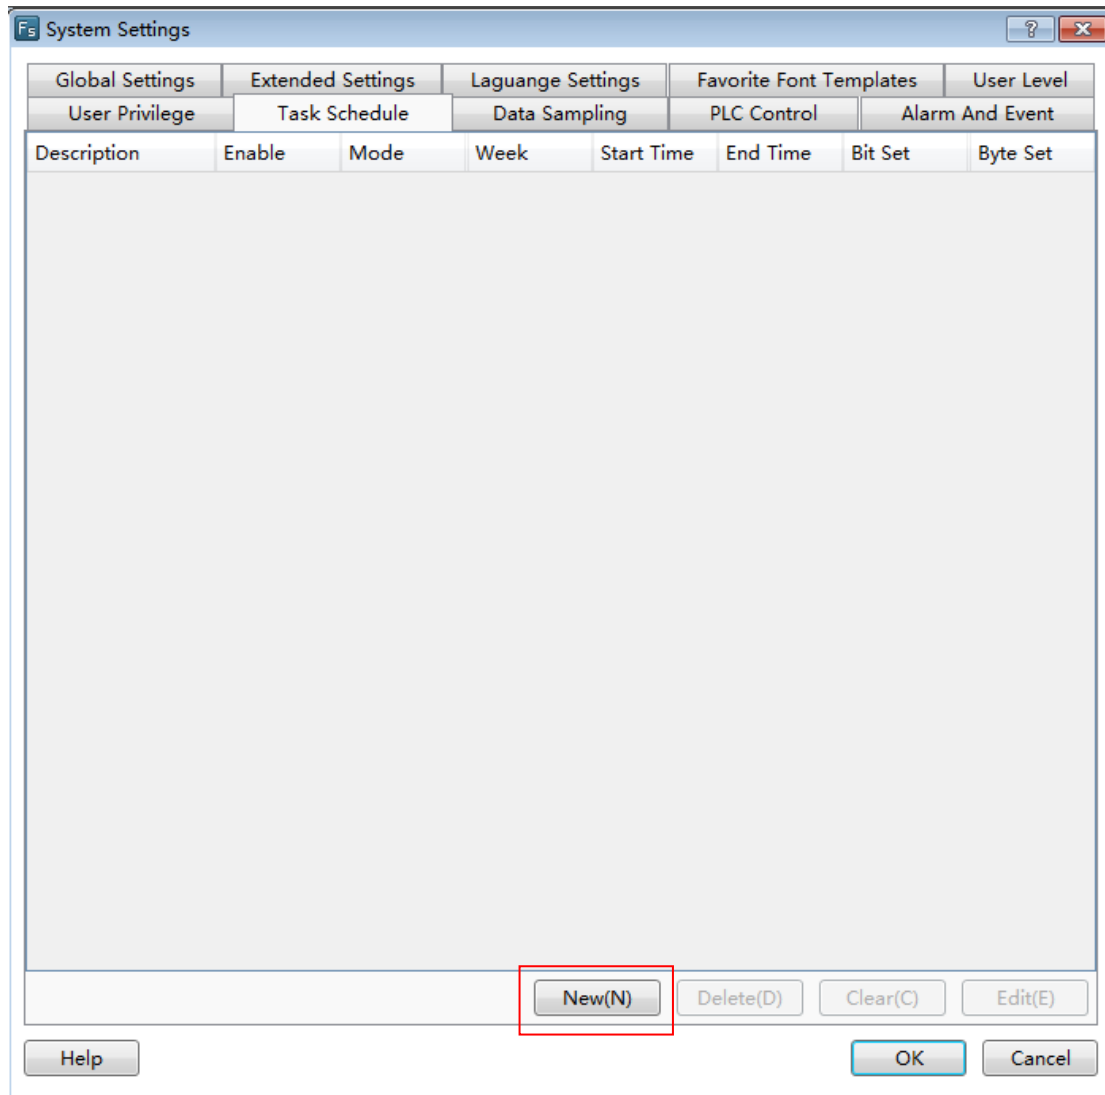 Fs System Settings
Global Settings Extended Settings Laguange Settings Favorite Font Templates User Level
User Privilege Task Schedule Data Sampling PLC Control Alarm And Event
Description Enable Mode Week Start Time End Time Bit Set Byte Set
New(N) Delete(D) Clear(C) Edit(E)
Help OK Cancel